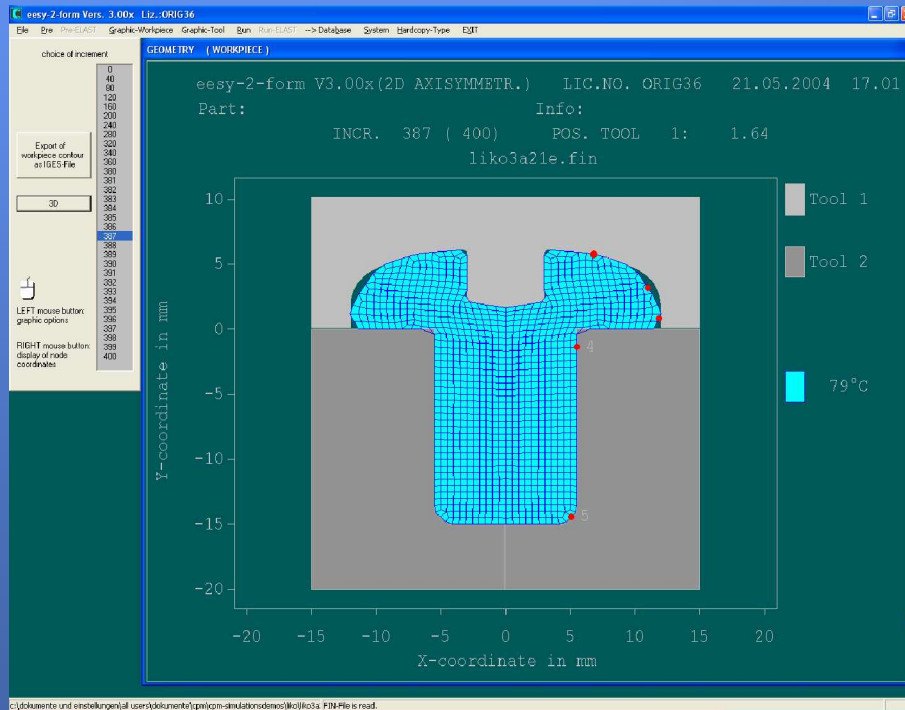 eesy-2-form Vers. 3.00x Liz.:ORIG36
File Pre Pre-ELAST Graphic-Workpiece Graphic-Tool Run Run-ELAST --> Database System Hardcopy-Type EXIT
choice of increment
0
40
80
120
160
200
240
280
320
340
360
380
381
382
383
384
385
386
387
388
389
390
391
392
393
394
395
396
397
398
399
400
Export of
workpiece contour
as IGES-File
3D
LEFT mouse button:
graphic options
RIGHT mouse button:
display of node
coordinates
GEOMETRY ( WORKPIECE )
eesy-2-form V3.00x(2D AXISYMMETR.) LIC.NO. ORIG36 21.05.2004 17.01
Part: Info:
INCR. 387 ( 400) POS. TOOL 1: 1.64
liko3a21e.fin
Tool 1
Tool 2
79°C
4
5
10
5
0
-5
-10
-15
-20
Y-coordinate in mm
-20 -15 -10 -5 0 5 10 15 20
X-coordinate in mm
c:\dokumente und einstellungen\all users\dokumente\cpm\cpm-simulationsdemos\liko\liko3a. FIN-File is read.